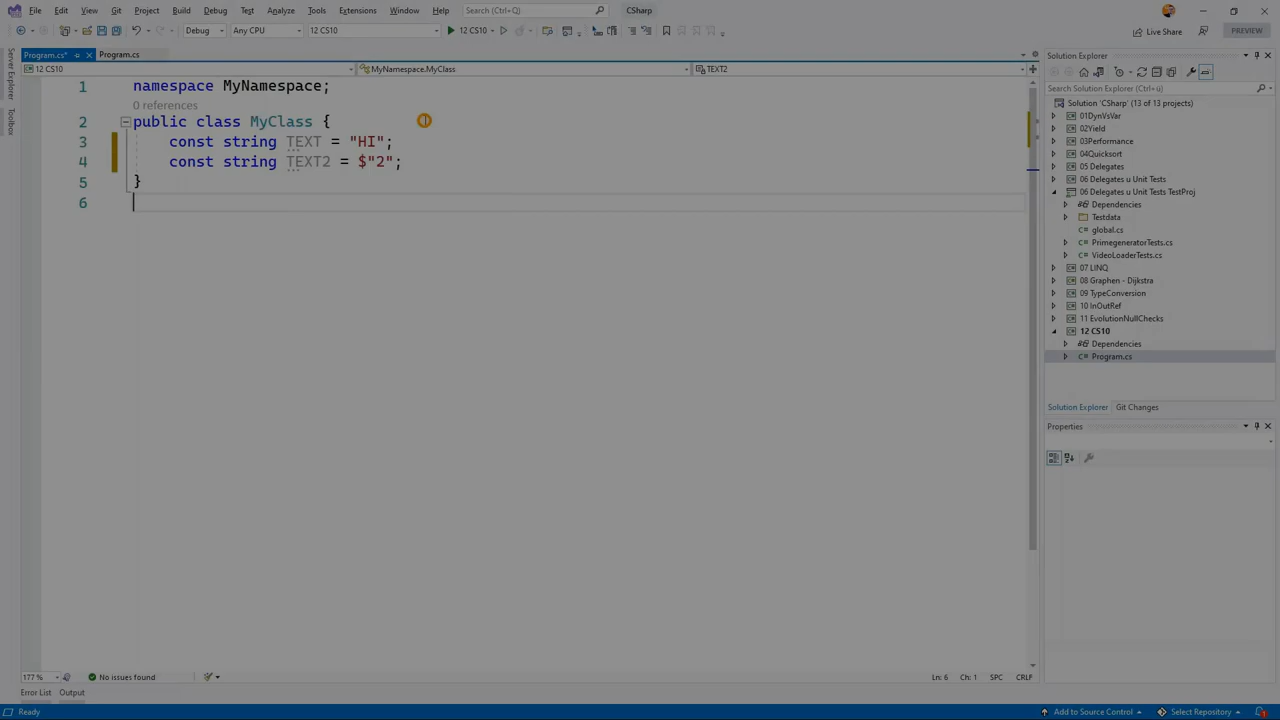 File Edit View Git Project Build Debug Test Analyze Tools Extensions Window Help Search (Ctrl+Q) CSharp
Debug Any CPU 12 CS10 12 CS10 Live Share PREVIEW
Server Explorer
Toolbox
Program.cs* Program.cs
12 CS10 MyNamespace.MyClass TEXT2
1 namespace MyNamespace;
0 references
2 public class MyClass {
3 const string TEXT = "HI";
4 const string TEXT2 = $"2";
5 }
6
Solution Explorer
Search Solution Explorer (Ctrl+ü)
Solution 'CSharp' (13 of 13 projects)
01DynVsVar
02Yield
03Performance
04Quicksort
05 Delegates
06 Delegates u Unit Tests
06 Delegates u Unit Tests TestProj
Dependencies
Testdata
global.cs
PrimegeneratorTests.cs
VideoLoaderTests.cs
07 LINQ
08 Graphen - Dijkstra
09 TypeConversion
10 InOutRef
11 EvolutionNullChecks
12 CS10
Dependencies
Program.cs
Solution Explorer Git Changes
Properties
177 % No issues found Ln: 6 Ch: 1 SPC CRLF
Error List Output
Ready Add to Source Control Select Repository